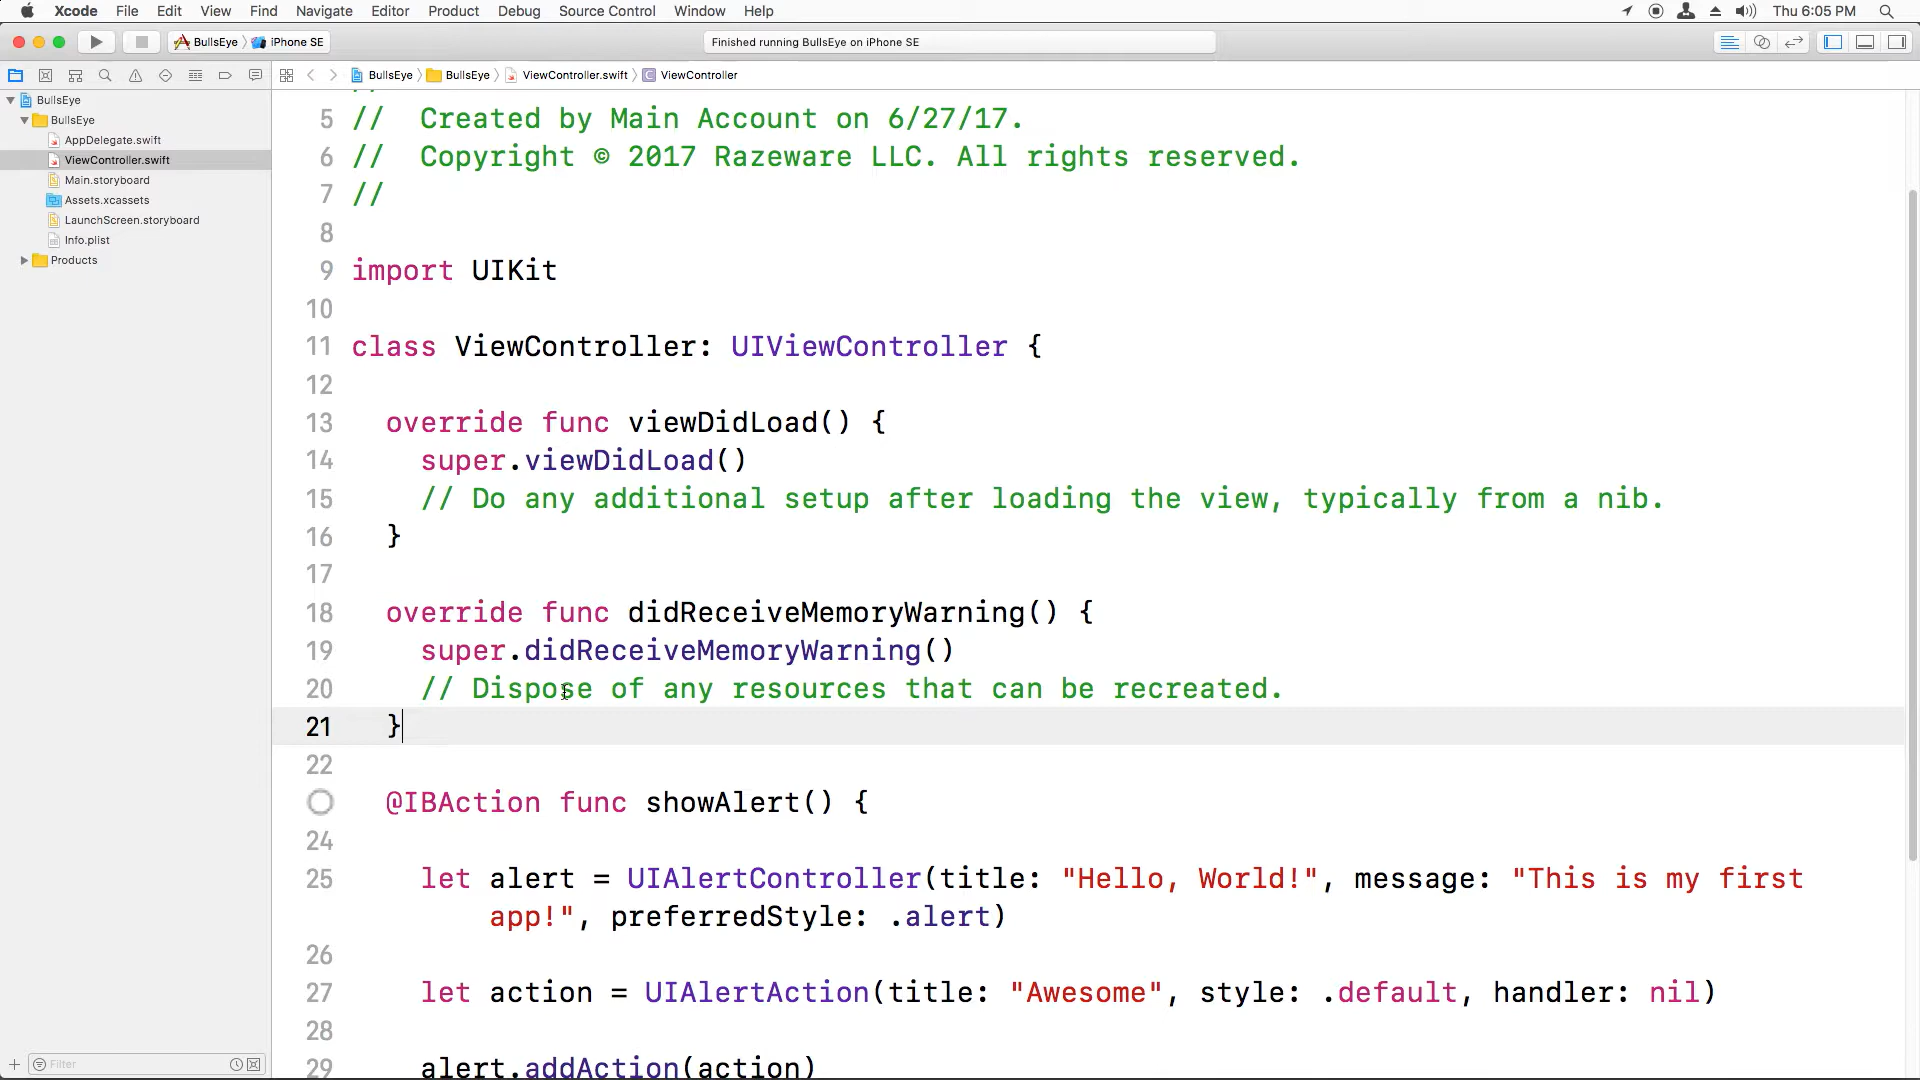 Xcode File Edit View Find Navigate Editor Product Debug Source Control Window Help Thu 6:05 PM
BullsEye iPhone SE Finished running BullsEye on iPhone SE
BullsEye BullsEye ViewController.swift C ViewController
BullsEye
BullsEye
AppDelegate.swift
ViewController.swift
Main.storyboard
Assets.xcassets
LaunchScreen.storyboard
Info.plist
Products
Filter
5 //  Created by Main Account on 6/27/17.
6 //  Copyright © 2017 Razeware LLC. All rights reserved.
7 //
8
9 import UIKit
10
11 class ViewController: UIViewController {
12
13 override func viewDidLoad() {
14 super.viewDidLoad()
15 // Do any additional setup after loading the view, typically from a nib.
16 }
17
18 override func didReceiveMemoryWarning() {
19 super.didReceiveMemoryWarning()
20 // Dispose of any resources that can be recreated.
21 }
22
@IBAction func showAlert() {
24
25 let alert = UIAlertController(title: "Hello, World!", message: "This is my first
app!", preferredStyle: .alert)
26
27 let action = UIAlertAction(title: "Awesome", style: .default, handler: nil)
28
29 alert.addAction(action)